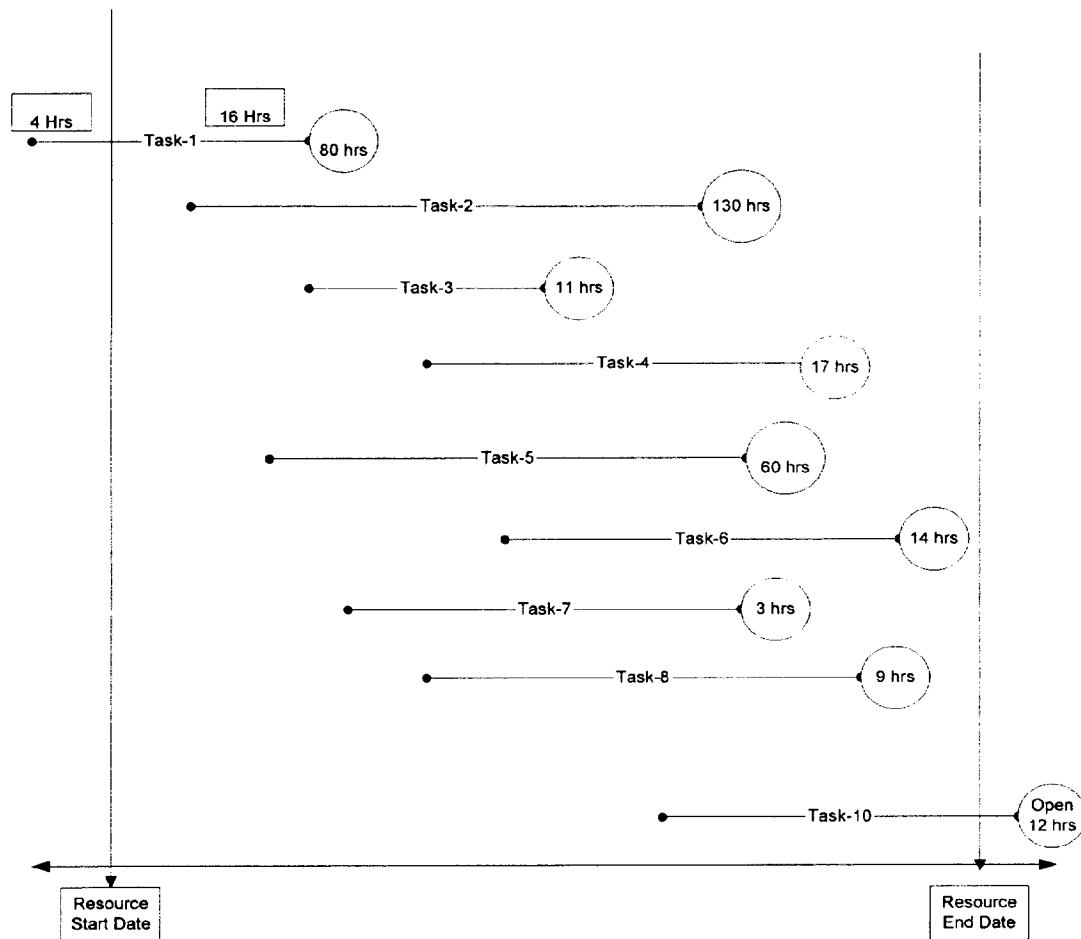 4 Hrs
16 Hrs
Task-1
80 hrs
Task-2
130 hrs
Task-3
11 hrs
Task-4
17 hrs
Task-5
60 hrs
Task-6
14 hrs
Task-7
3 hrs
Task-8
9 hrs
Task-10
Open
12 hrs
Resource
Start Date
Resource
End Date